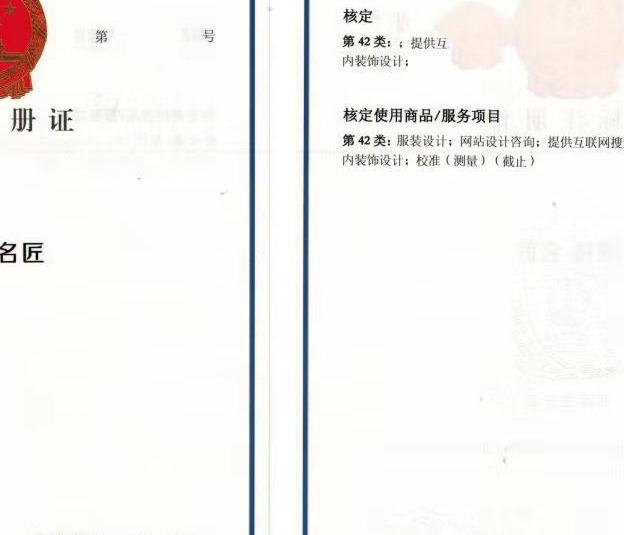 第 号
册 证
名匠
核定
第 42 类：；提供互
内装饰设计；
核定使用商品/服务项目
第 42 类：服装设计；网站设计咨询；提供互联网搜
内装饰设计；校准（测量）（截止）